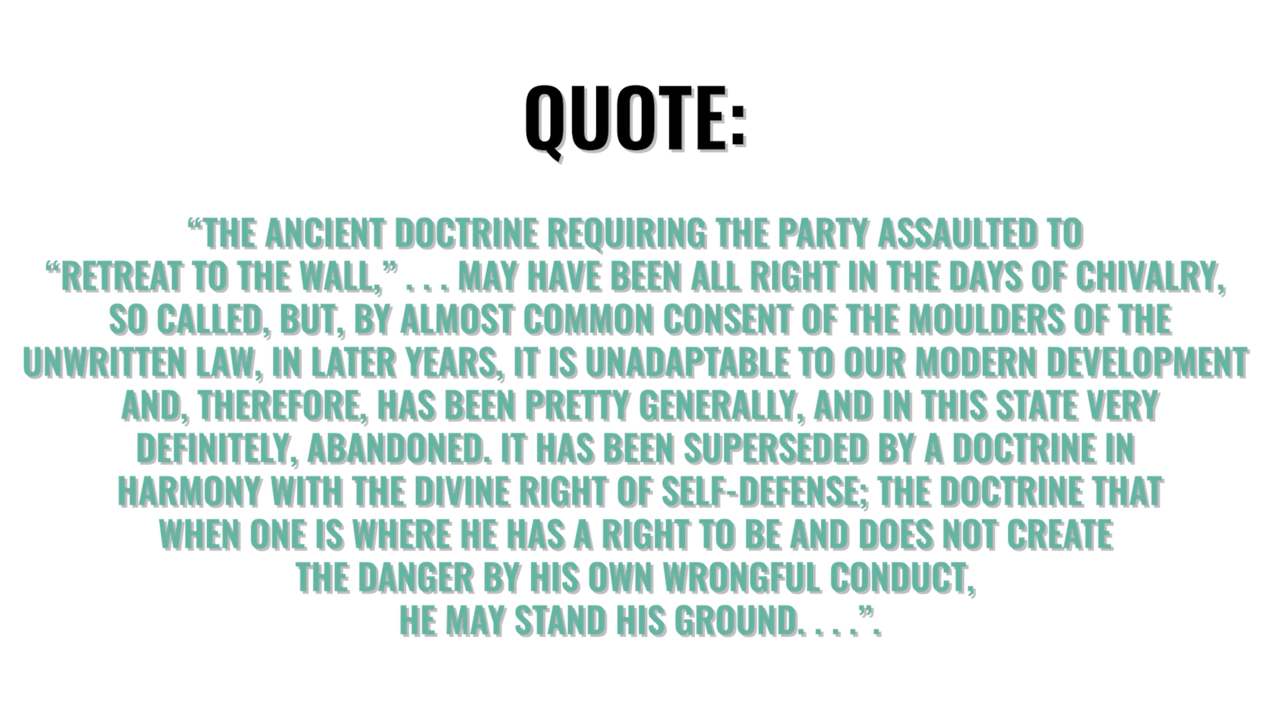 QUOTE:
“THE ANCIENT DOCTRINE REQUIRING THE PARTY ASSAULTED TO
“RETREAT TO THE WALL,” . . . MAY HAVE BEEN ALL RIGHT IN THE DAYS OF CHIVALRY,
SO CALLED, BUT, BY ALMOST COMMON CONSENT OF THE MOULDERS OF THE
UNWRITTEN LAW, IN LATER YEARS, IT IS UNADAPTABLE TO OUR MODERN DEVELOPMENT
AND, THEREFORE, HAS BEEN PRETTY GENERALLY, AND IN THIS STATE VERY
DEFINITELY, ABANDONED. IT HAS BEEN SUPERSEDED BY A DOCTRINE IN
HARMONY WITH THE DIVINE RIGHT OF SELF-DEFENSE; THE DOCTRINE THAT
WHEN ONE IS WHERE HE HAS A RIGHT TO BE AND DOES NOT CREATE
THE DANGER BY HIS OWN WRONGFUL CONDUCT,
HE MAY STAND HIS GROUND. . . .”.